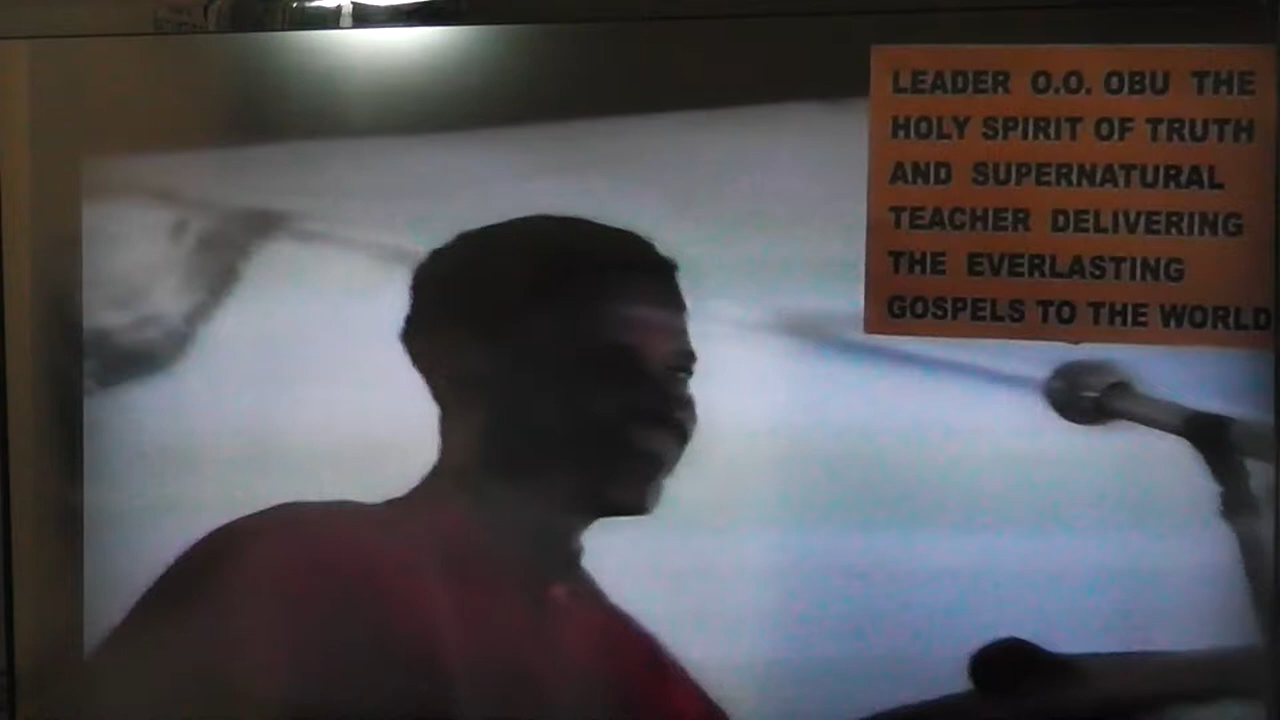 LEADER O.O. OBU THE
HOLY SPIRIT OF TRUTH
AND SUPERNATURAL
TEACHER DELIVERING
THE EVERLASTING
GOSPELS TO THE WORLD